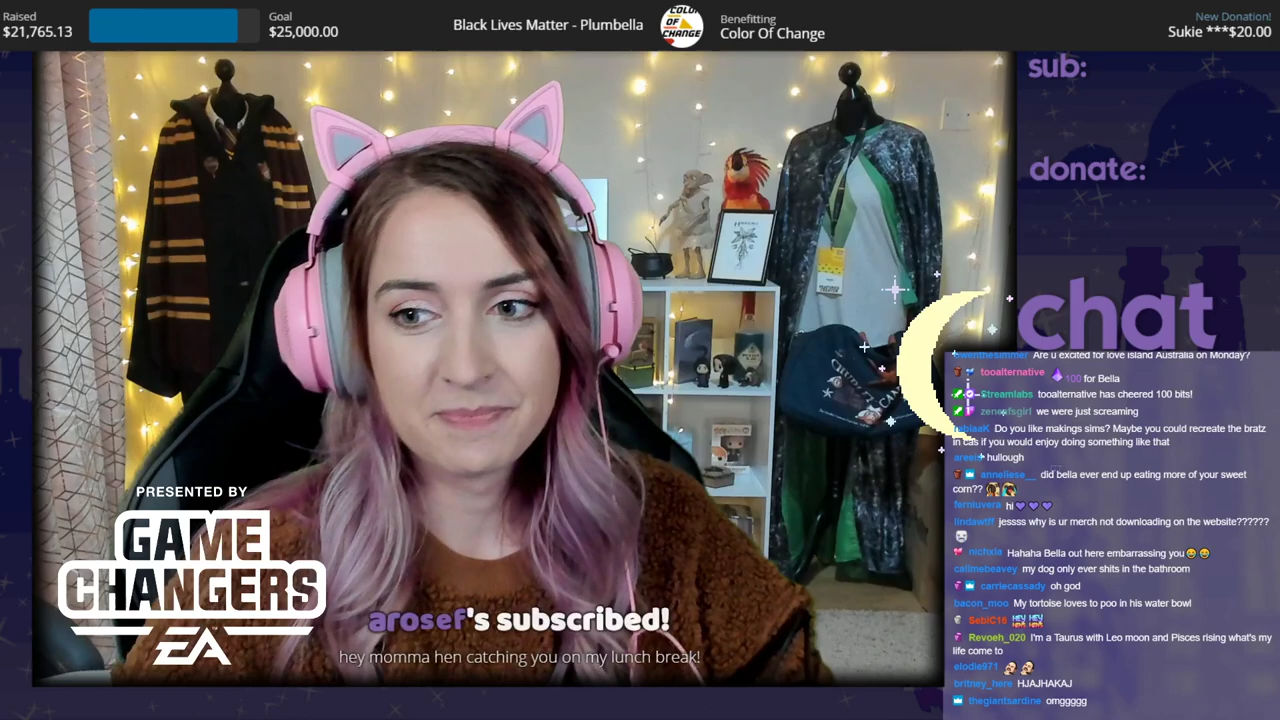 Raised
$21,765.13
Goal
$25,000.00
Black Lives Matter - Plumbella
COLOR
OF
CHANGE
Benefitting
Color Of Change
New Donation!
Sukie ***$20.00
sub:
donate:
chat
Are u excited for love island Australia on Monday?
tooalternative 100 for Bella
Streamlabs tooalternative has cheered 100 bits!
we were just screaming
Do you like makings sims? Maybe you could recreate the bratz
in cas if you would enjoy doing something like that
hullough
anneliese__ did bella ever end up eating more of your sweet
corn??
ferniuvera hi
lindawtff jessss why is ur merch not downloading on the website??????
nichxla Hahaha Bella out here embarrassing you
callmebeavey my dog only ever shits in the bathroom
carriecassady oh god
bacon_moo My tortoise loves to poo in his water bowl
SebIC16 HEY HEY
Revoeh_020 I'm a Taurus with Leo moon and Pisces rising what's my
life come to
elodie971
britney_here HJAJHAKAJ
thegiantsardine omggggg
PRESENTED BY
GAME
CHANGERS
EA
arosef's subscribed!
hey momma hen catching you on my lunch break!